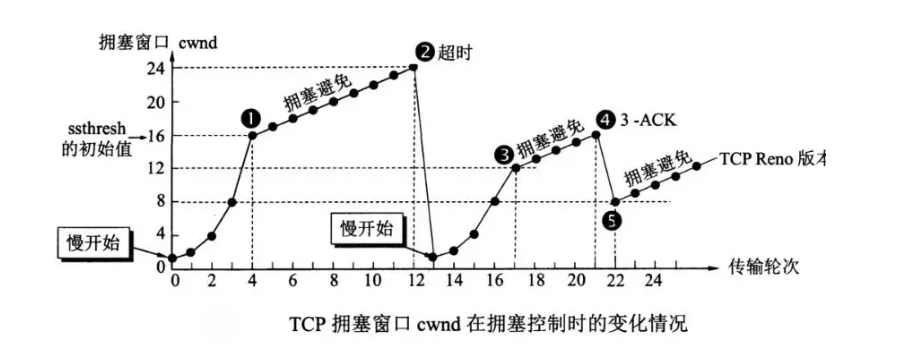 拥塞窗口 cwnd
❷超时
24
拥塞避免
20
❶
ssthresh
的初始值
16
❹ 3-ACK
拥塞避免
❸
12
TCP Reno 版本
拥塞避免
8
❺
慢开始
4
慢开始
0
0 2 4 6 8 10 12 14 16 18 20 22 24
传输轮次
TCP 拥塞窗口 cwnd 在拥塞控制时的变化情况